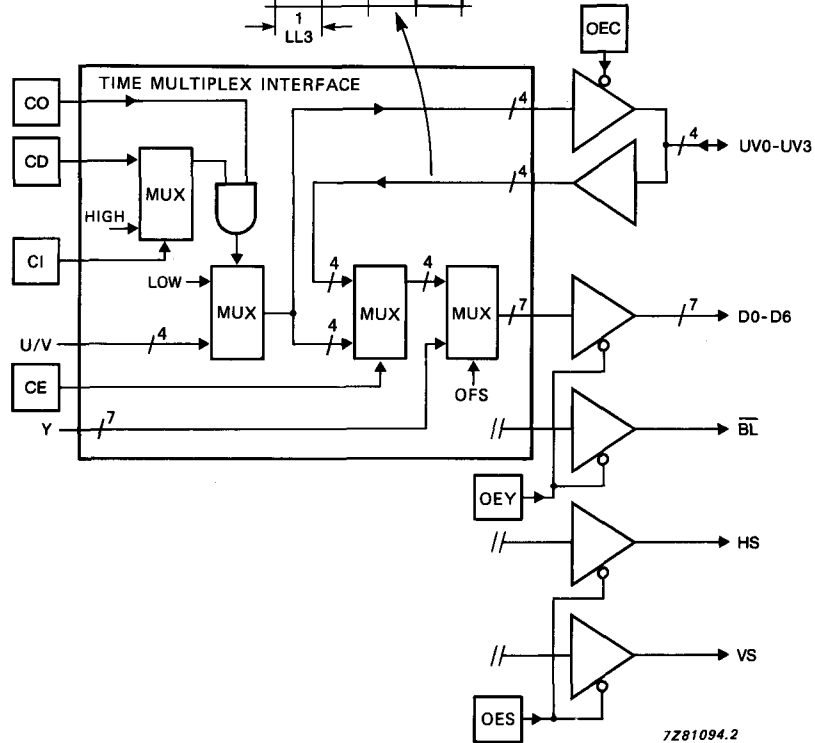 1
LL3
OEC
TIME MULTIPLEX INTERFACE
CO
4
4 UV0-UV3
CD
MUX
4
HIGH
CI
LOW
MUX
4
4
MUX
4
MUX
7
7 D0-D6
U/V 4
4
CE
OFS
Y 7
// BL
OEY
// HS
// VS
OES
7Z81094.2